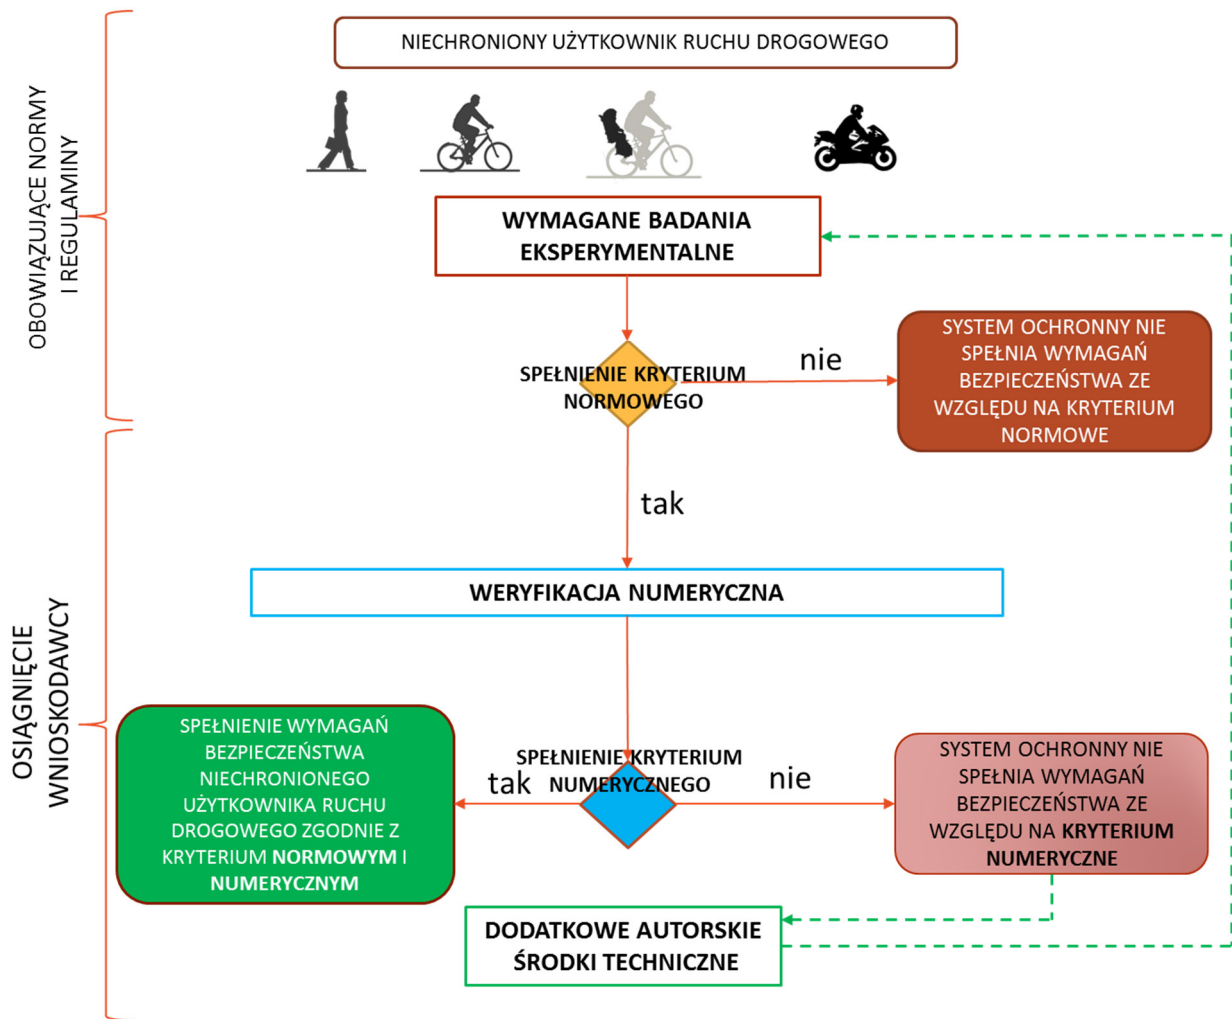 NIECHRONIONY UŻYTKOWNIK RUCHU DROGOWEGO
OBOWIĄZUJĄCE NORMY
I REGULAMINY
WYMAGANE BADANIA
EKSPERYMENTALNE
SPEŁNIENIE KRYTERIUM
NORMOWEGO
nie
SYSTEM OCHRONNY NIE
SPEŁNIA WYMAGAŃ
BEZPIECZEŃSTWA ZE
WZGLĘDU NA KRYTERIUM
NORMOWE
tak
WERYFIKACJA NUMERYCZNA
OSIĄGNIĘCIE
WNIOSKODAWCY
SPEŁNIENIE KRYTERIUM
NUMERYCZNEGO
tak
nie
SPEŁNIENIE WYMAGAŃ
BEZPIECZEŃSTWA
NIECHRONIONEGO
UŻYTKOWNIKA RUCHU
DROGOWEGO ZGODNIE Z
KRYTERIUM NORMOWYM I
NUMERYCZNYM
SYSTEM OCHRONNY NIE
SPEŁNIA WYMAGAŃ
BEZPIECZEŃSTWA ZE
WZGLĘDU NA KRYTERIUM
NUMERYCZNE
DODATKOWE AUTORSKIE
ŚRODKI TECHNICZNE